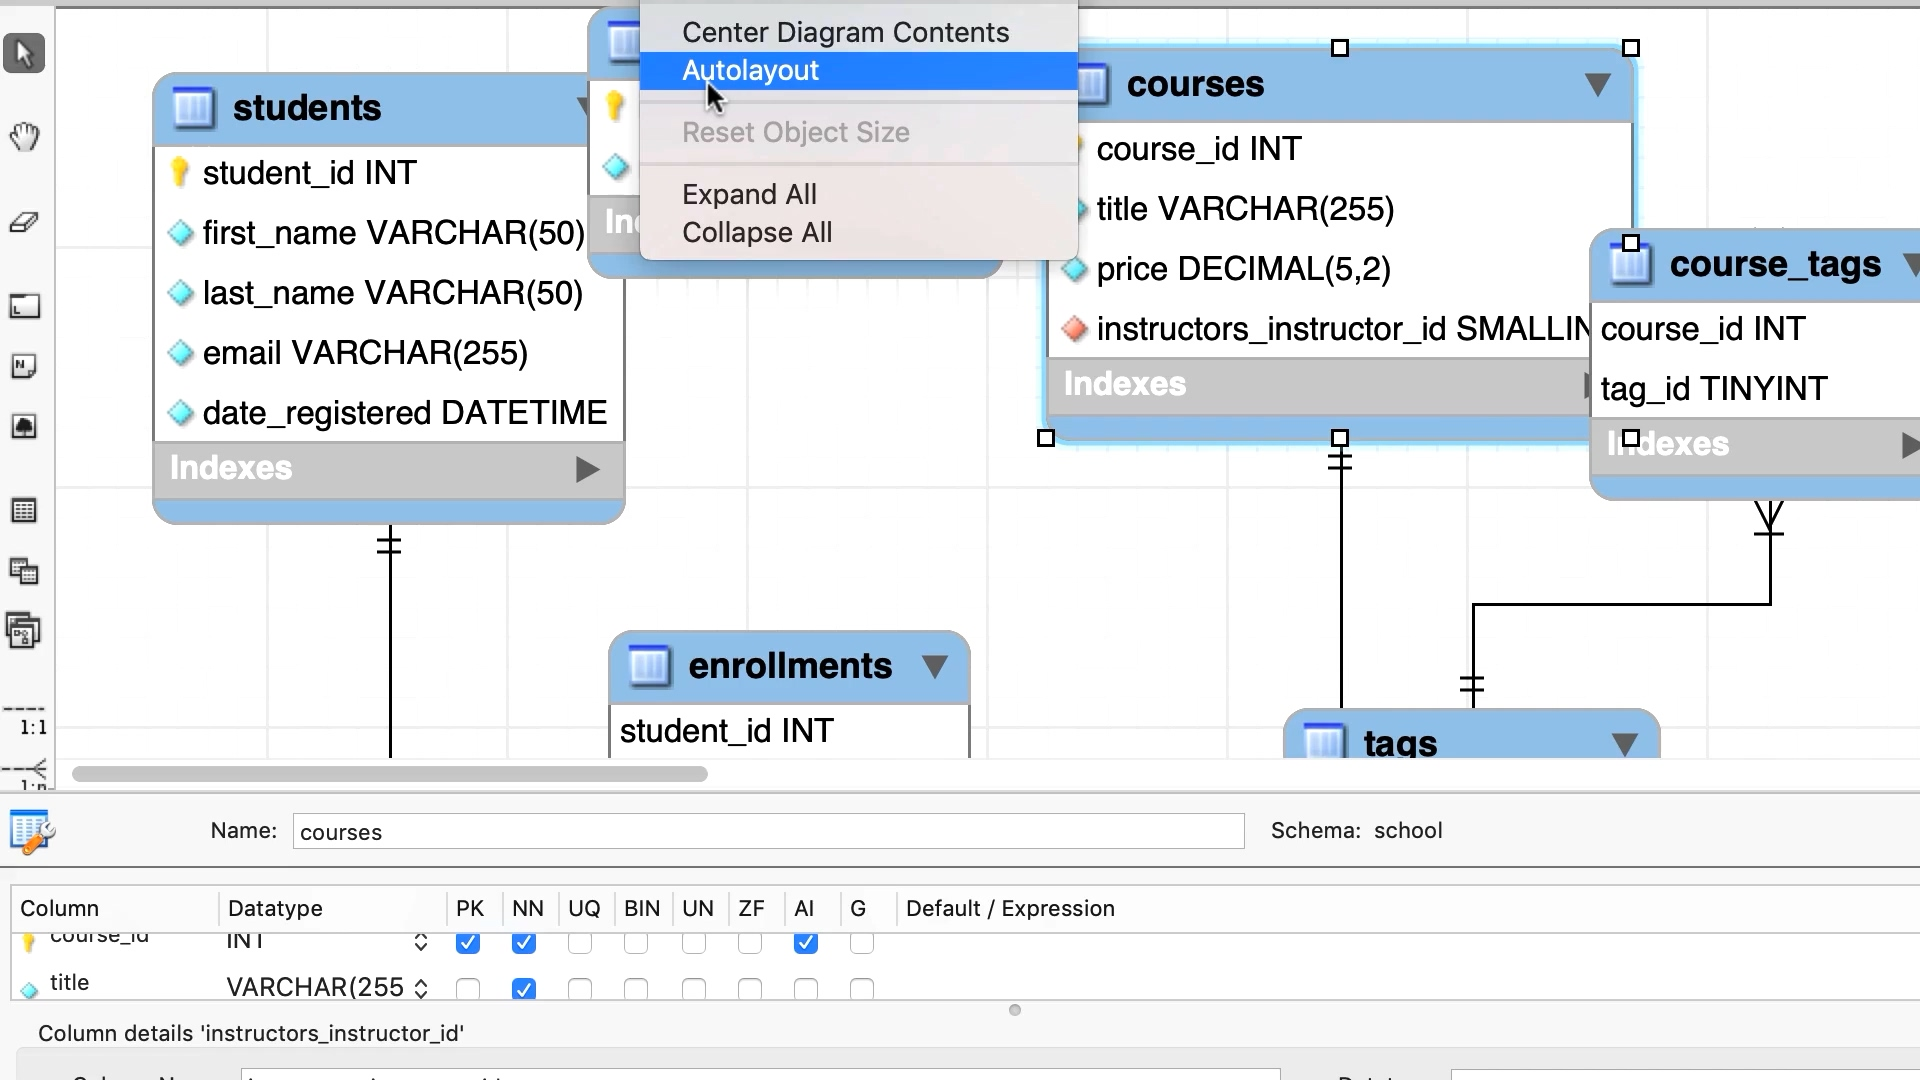 Center Diagram Contents
Autolayout
Reset Object Size
Expand All
Collapse All
students
student_id INT
first_name VARCHAR(50)
last_name VARCHAR(50)
email VARCHAR(255)
date_registered DATETIME
Indexes
courses
course_id INT
title VARCHAR(255)
price DECIMAL(5,2)
instructors_instructor_id SMALLIN
Indexes
course_tags
course_id INT
tag_id TINYINT
Indexes
enrollments
student_id INT
tags
1:1
Name: courses
Schema: school
Column Datatype PK NN UQ BIN UN ZF AI G Default / Expression
course_id INT
title VARCHAR(255
Column details 'instructors_instructor_id'